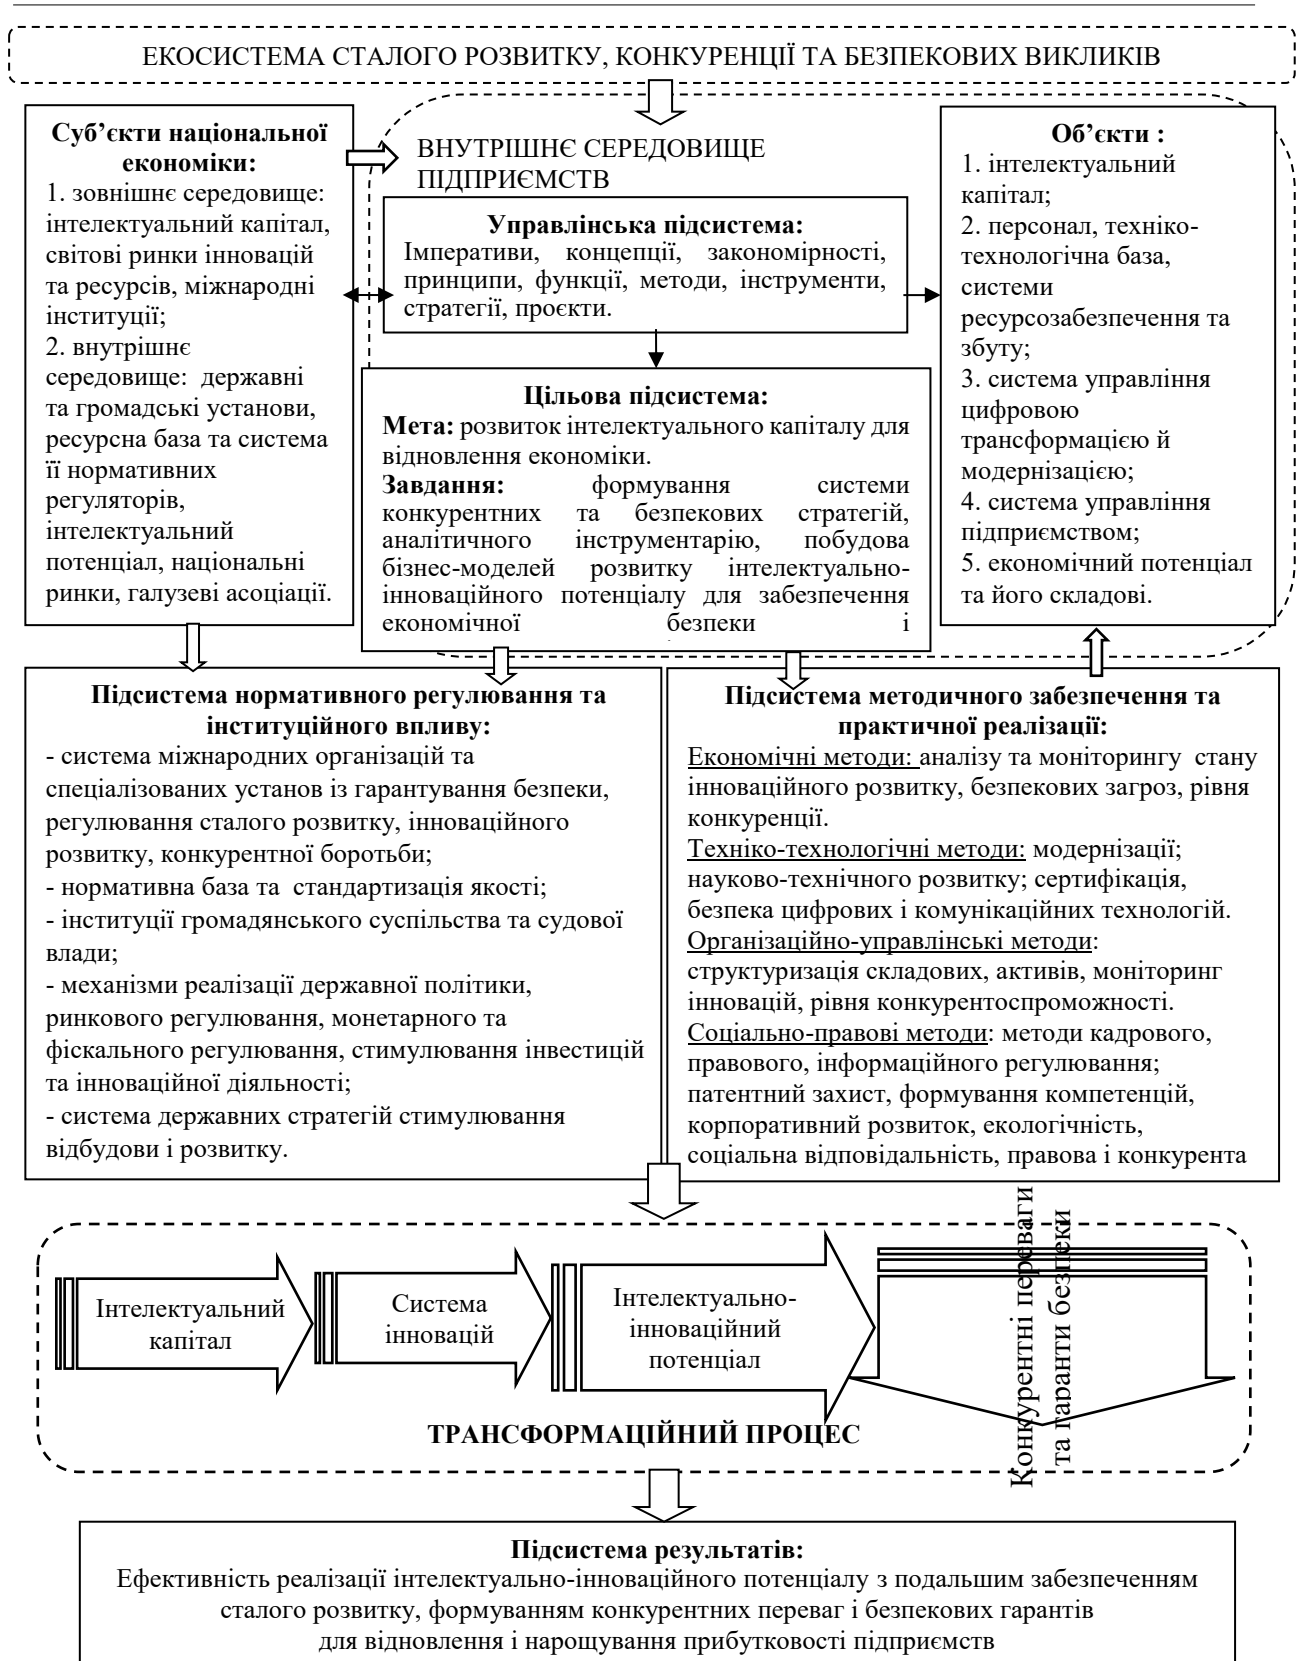 ЕКОСИСТЕМА СТАЛОГО РОЗВИТКУ, КОНКУРЕНЦІЇ ТА БЕЗПЕКОВИХ ВИКЛИКІВ
Суб’єкти національної
економіки:
1. зовнішнє середовище:
інтелектуальний капітал,
світові ринки інновацій
та ресурсів, міжнародні
інституції;
2. внутрішнє
середовище: державні
та громадські установи,
ресурсна база та система
її нормативних
регуляторів,
інтелектуальний
потенціал, національні
ринки, галузеві асоціації.
ВНУТРІШНЄ СЕРЕДОВИЩЕ
ПІДПРИЄМСТВ
Управлінська підсистема:
Імперативи, концепції, закономірності,
принципи, функції, методи, інструменти,
стратегії, проєкти.
Цільова підсистема:
Мета: розвиток інтелектуального капіталу для
відновлення економіки.
Завдання: формування системи
конкурентних та безпекових стратегій,
аналітичного інструментарію, побудова
бізнес-моделей розвитку інтелектуально-
інноваційного потенціалу для забезпечення
економічної безпеки і
Об’єкти :
1. інтелектуальний
капітал;
2. персонал, техніко-
технологічна база,
системи
ресурсозабезпечення та
збуту;
3. система управління
цифровою
трансформацією й
модернізацією;
4. система управління
підприємством;
5. економічний потенціал
та його складові.
Підсистема нормативного регулювання та
інституційного впливу:
- система міжнародних організацій та
спеціалізованих установ із гарантування безпеки,
регулювання сталого розвитку, інноваційного
розвитку, конкурентної боротьби;
- нормативна база та стандартизація якості;
- інституції громадянського суспільства та судової
влади;
- механізми реалізації державної політики,
ринкового регулювання, монетарного та
фіскального регулювання, стимулювання інвестицій
та інноваційної діяльності;
- система державних стратегій стимулювання
відбудови і розвитку.
Підсистема методичного забезпечення та
практичної реалізації:
Економічні методи: аналізу та моніторингу стану
інноваційного розвитку, безпекових загроз, рівня
конкуренції.
Техніко-технологічні методи: модернізації;
науково-технічного розвитку; сертифікація,
безпека цифрових і комунікаційних технологій.
Організаційно-управлінські методи:
структуризація складових, активів, моніторинг
інновацій, рівня конкурентоспроможності.
Соціально-правові методи: методи кадрового,
правового, інформаційного регулювання;
патентний захист, формування компетенцій,
корпоративний розвиток, екологічність,
соціальна відповідальність, правова і конкурента
Інтелектуальний
капітал
Система
інновацій
Інтелектуально-
інноваційний
потенціал
Конкурентні переваги
та гаранти безпеки
ТРАНСФОРМАЦІЙНИЙ ПРОЦЕС
Підсистема результатів:
Ефективність реалізації інтелектуально-інноваційного потенціалу з подальшим забезпеченням
сталого розвитку, формуванням конкурентних переваг і безпекових гарантів
для відновлення і нарощування прибутковості підприємств